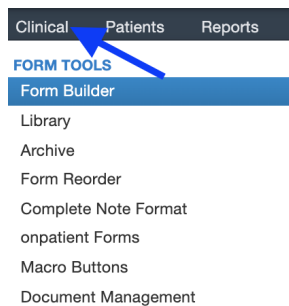 Clinical Patients Reports
FORM TOOLS
Form Builder
Library
Archive
Form Reorder
Complete Note Format
onpatient Forms
Macro Buttons
Document Management